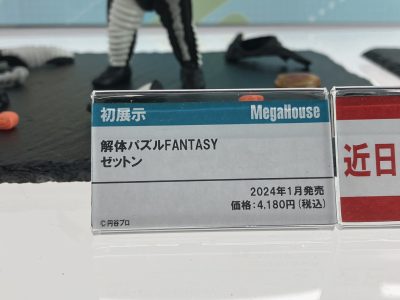 初展示 MegaHouse
解体パズルFANTASY
ゼットン
2024年1月発売
価格:4,180円(税込)
©円谷プロ
近日